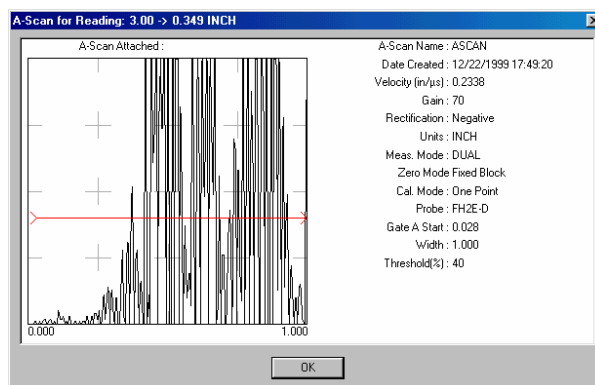 A-Scan for Reading: 3.00 -> 0.349 INCH
A-Scan Attached :
A-Scan Name : ASCAN
Date Created : 12/22/1999 17:49:20
Velocity (in/µs) : 0.2338
Gain : 70
Rectification : Negative
Units : INCH
Meas. Mode : DUAL
Zero Mode Fixed Block
Cal. Mode : One Point
Probe : FH2E-D
Gate A Start : 0.028
Width : 1.000
Threshold(%) : 40
0.000 1.000
OK